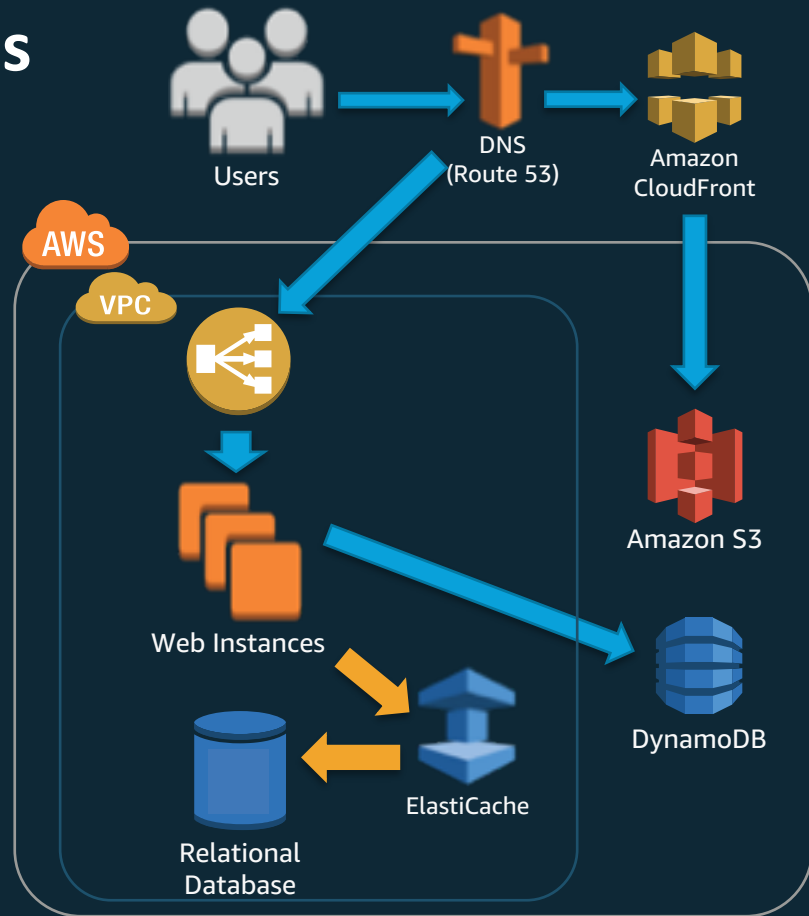 s
Users
DNS
(Route 53)
Amazon
CloudFront
AWS
VPC
Amazon S3
Web Instances
DynamoDB
ElastiCache
Relational
Database